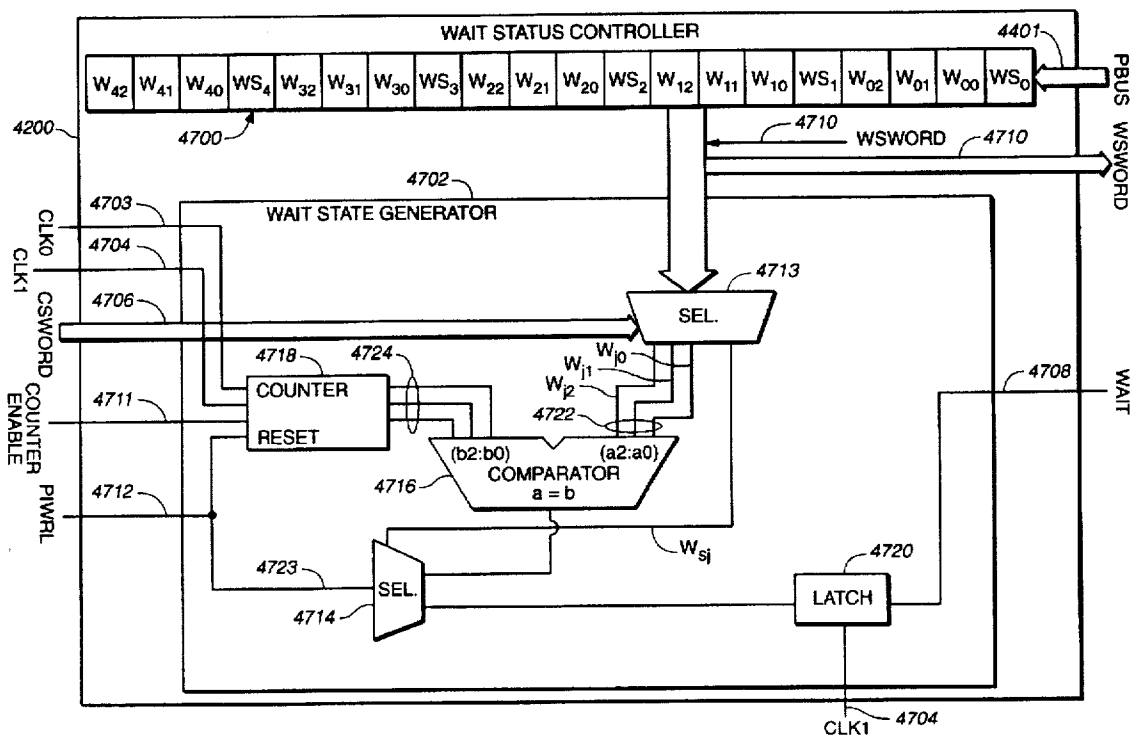 WAIT STATUS CONTROLLER
4401
W42 W41 W40 WS4 W32 W31 W30 WS3 W22 W21 W20 WS2 W12 W11 W10 WS1 W02 W01 W00 WS0
PBUS
4200
4700
4710
WSWORD
4710
WSWORD
4702
WAIT STATE GENERATOR
4703
CLK0
4704
CLK1
4713
SEL.
4706
CSWORD
Wj0
Wj1
Wj2
4718
4724
COUNTER
RESET
4711
COUNTER
ENABLE
4722
4708
WAIT
(b2:b0)
(a2:a0)
COMPARATOR
a = b
4716
4712
PIWRL
Wsj
4723
SEL.
4714
4720
LATCH
4704
CLK1